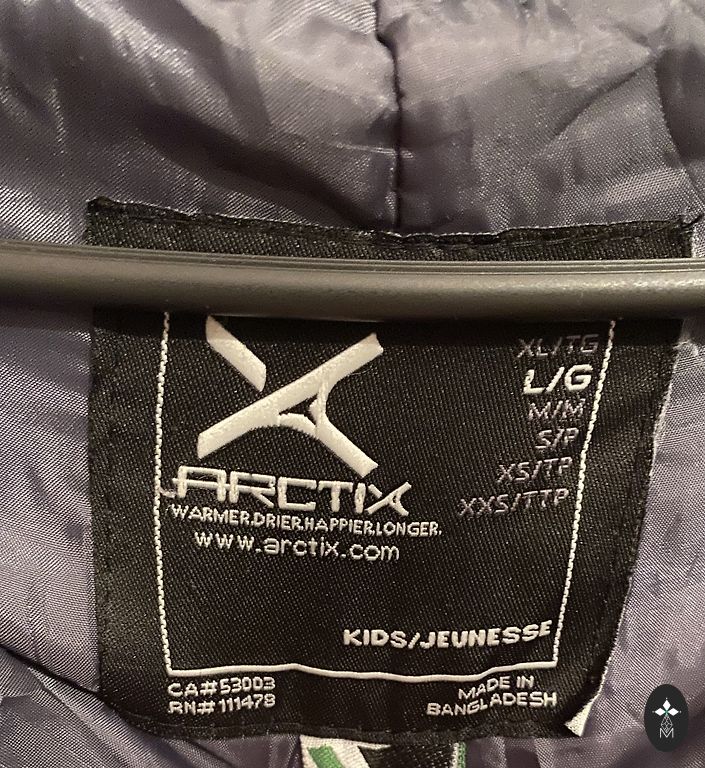 XL/TG
L/G
M/M
S/P
XS/TP
XXS/TTP
ARCTIX
WARMER.DRIER.HAPPIER.LONGER.
www.arctix.com
KIDS/JEUNESSE
CA#53003
RN#111478
MADE IN
BANGLADESH
M